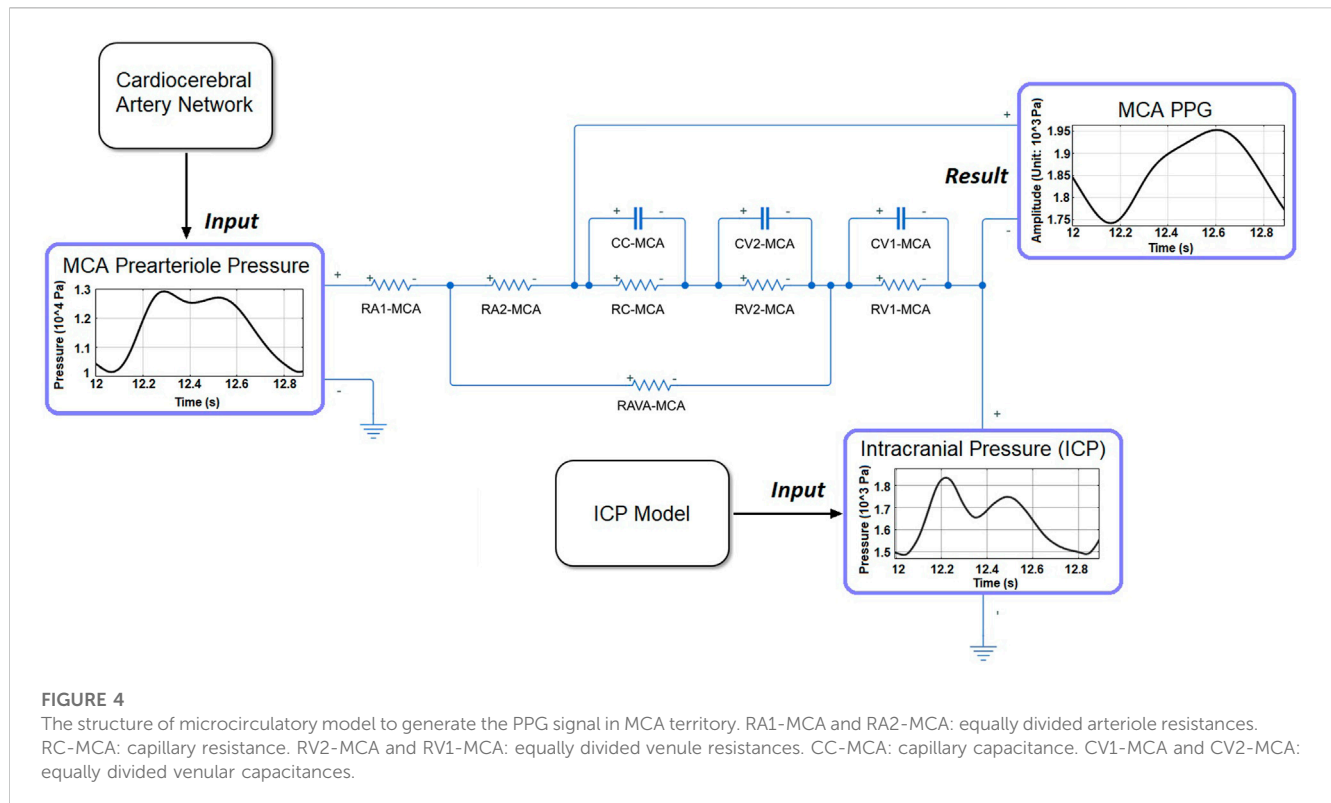 Cardiocerebral
Artery Network
Input
MCA Prearteriole Pressure
Pressure (10^4 Pa)
1.3
1.2
1.1
1
12 12.2 12.4 12.6 12.8
Time (s)
+
-
+ -
RA1-MCA
+ -
RA2-MCA
+ -
CC-MCA
+ -
RC-MCA
+ -
CV2-MCA
+ -
RV2-MCA
+ -
CV1-MCA
+ -
RV1-MCA
+ -
RAVA-MCA
+
Result
-
MCA PPG
Amplitude (Unit: 10^3 Pa)
1.95
1.9
1.85
1.8
1.75
12 12.2 12.4 12.6 12.8
Time (s)
ICP Model
Input
+
Intracranial Pressure (ICP)
Pressure (10^3 Pa)
1.8
1.7
1.6
1.5
12 12.2 12.4 12.6 12.8
Time (s)
-
FIGURE 4
The structure of microcirculatory model to generate the PPG signal in MCA territory. RA1-MCA and RA2-MCA: equally divided arteriole resistances.
RC-MCA: capillary resistance. RV2-MCA and RV1-MCA: equally divided venule resistances. CC-MCA: capillary capacitance. CV1-MCA and CV2-MCA:
equally divided venular capacitances.